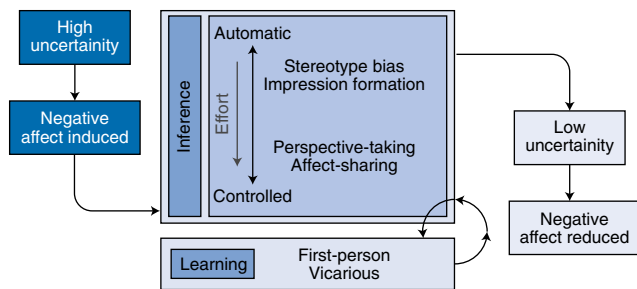 High
uncertainity
Negative
affect induced
Inference
Automatic
Effort
Stereotype bias
Impression formation
Perspective-taking
Affect-sharing
Controlled
Learning
First-person
Vicarious
Low
uncertainity
Negative
affect reduced